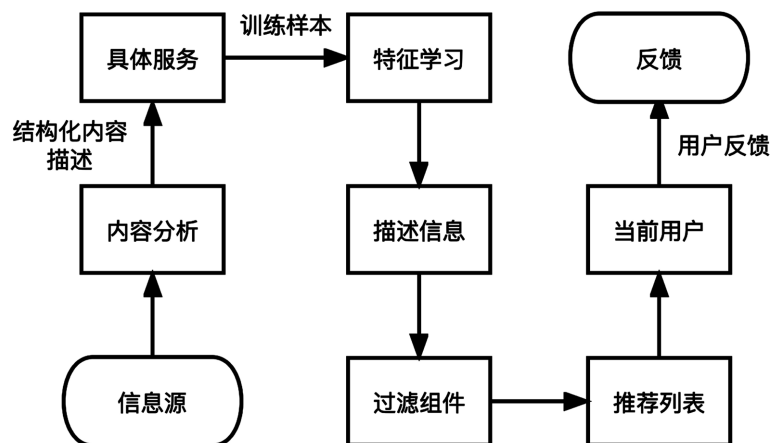 训练样本
具体服务
特征学习
反馈
结构化内容
描述
用户反馈
内容分析
描述信息
当前用户
信息源
过滤组件
推荐列表